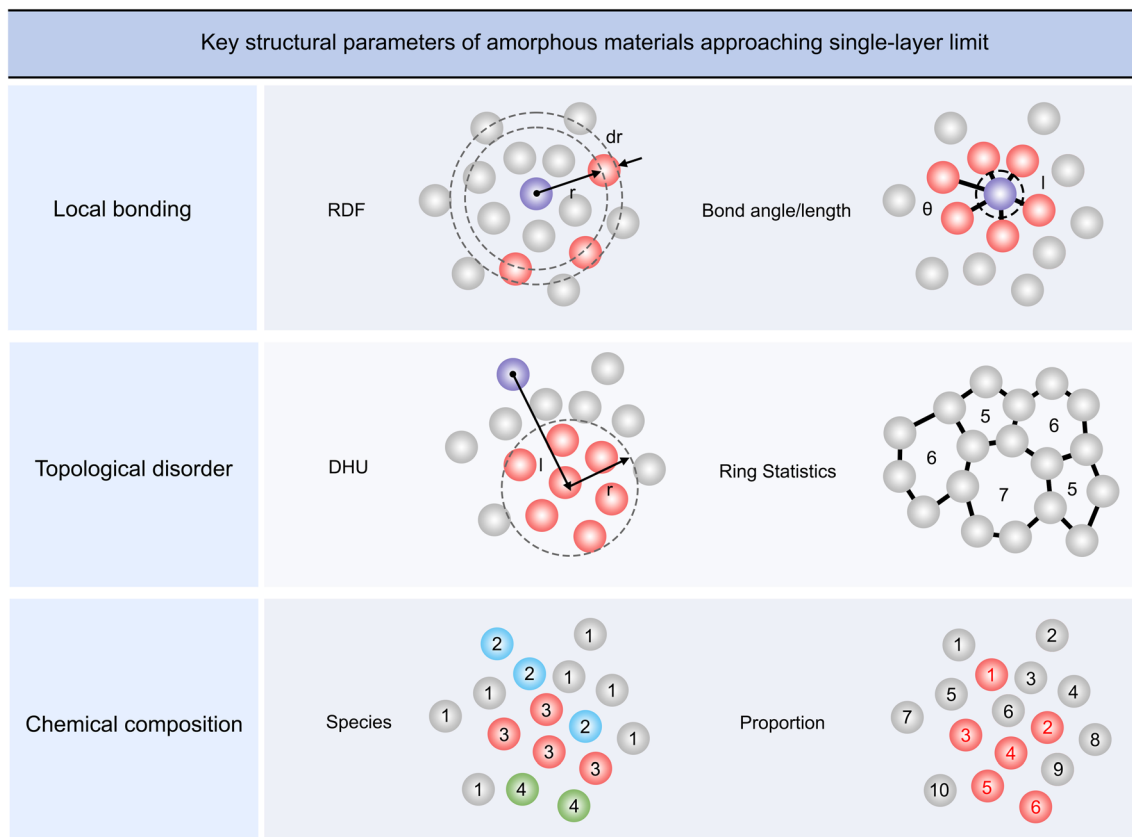 Key structural parameters of amorphous materials approaching single-layer limit
Local bonding
RDF
dr
r
Bond angle/length
θ
l
Topological disorder
DHU
l
r
Ring Statistics
5
6
6
7
5
Chemical composition
Species
2
1
2
1
1
1
3
1
3
2
1
3
3
1
4
4
Proportion
1
2
1
3
5
4
6
7
2
3
8
4
9
5
10
6